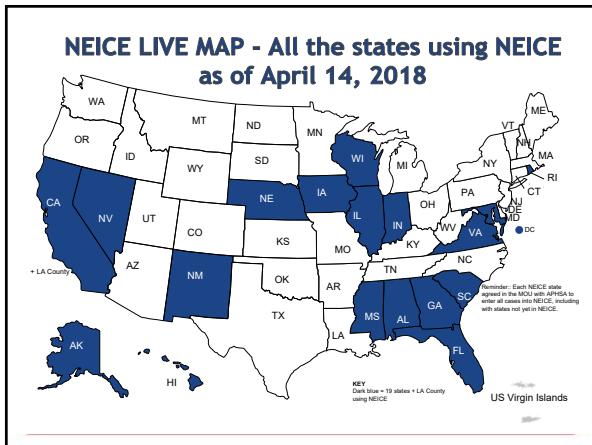 NEICE LIVE MAP - All the states using NEICE
as of April 14, 2018
WA
MT
ND
MN
VT
ME
OR
ID
SD
WI
MI
NY
NH
MA
WY
RI
CT
CA
NV
NE
IA
PA
NJ
UT
IL
IN
OH
DE
MD
CO
WV
VA
DC
KS
MO
KY
+ LA County
AZ
NM
OK
AR
TN
NC
SC
Reminder:: Each NEICE state
agreed in the MOU with APHSA to
enter all cases into NEICE, including
with states not yet in NEICE.
TX
MS
AL
GA
LA
AK
FL
HI
KEY
Dark blue = 19 states + LA County
using NEICE
US Virgin Islands